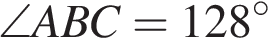 ∠ABC = 128°